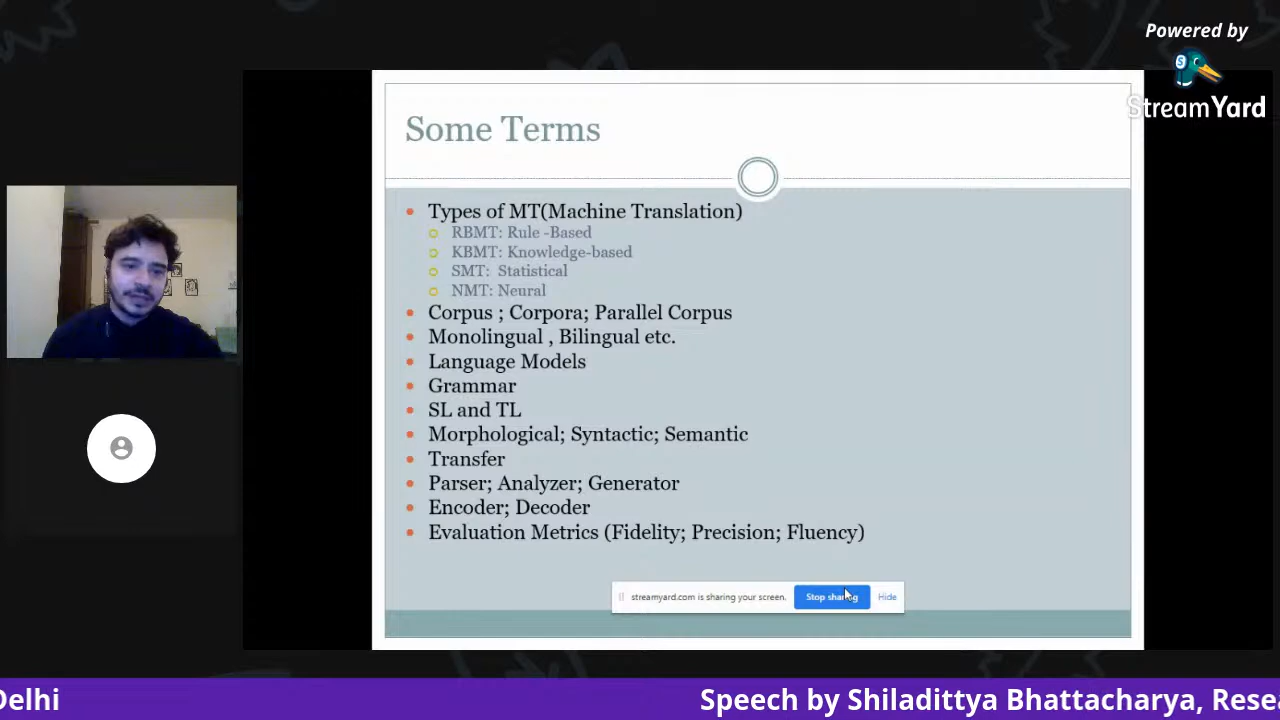 Powered by
StreamYard
Some Terms
Types of MT(Machine Translation)
RBMT: Rule -Based
KBMT: Knowledge-based
SMT: Statistical
NMT: Neural
Corpus ; Corpora; Parallel Corpus
Monolingual , Bilingual etc.
Language Models
Grammar
SL and TL
Morphological; Syntactic; Semantic
Transfer
Parser; Analyzer; Generator
Encoder; Decoder
Evaluation Metrics (Fidelity; Precision; Fluency)
streamyard.com is sharing your screen. Stop sharing Hide
Delhi Speech by Shiladittya Bhattacharya,